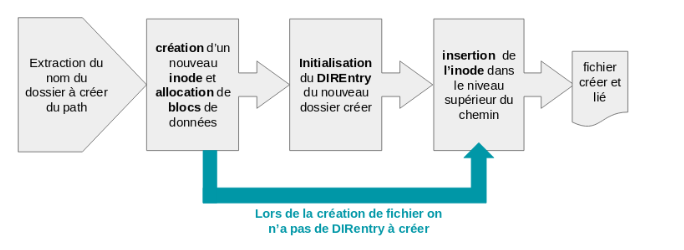 Extraction du
nom du
dossier à créer
du path
création d'un
nouveau
inode et
allocation de
blocs de
données
Initialisation
du DIREntry
du nouveau
dossier créer
insertion de
l'inode dans
le niveau
supérieur du
chemin
fichier
créer et
lié
Lors de la création de fichier on
n'a pas de DIRentry à créer